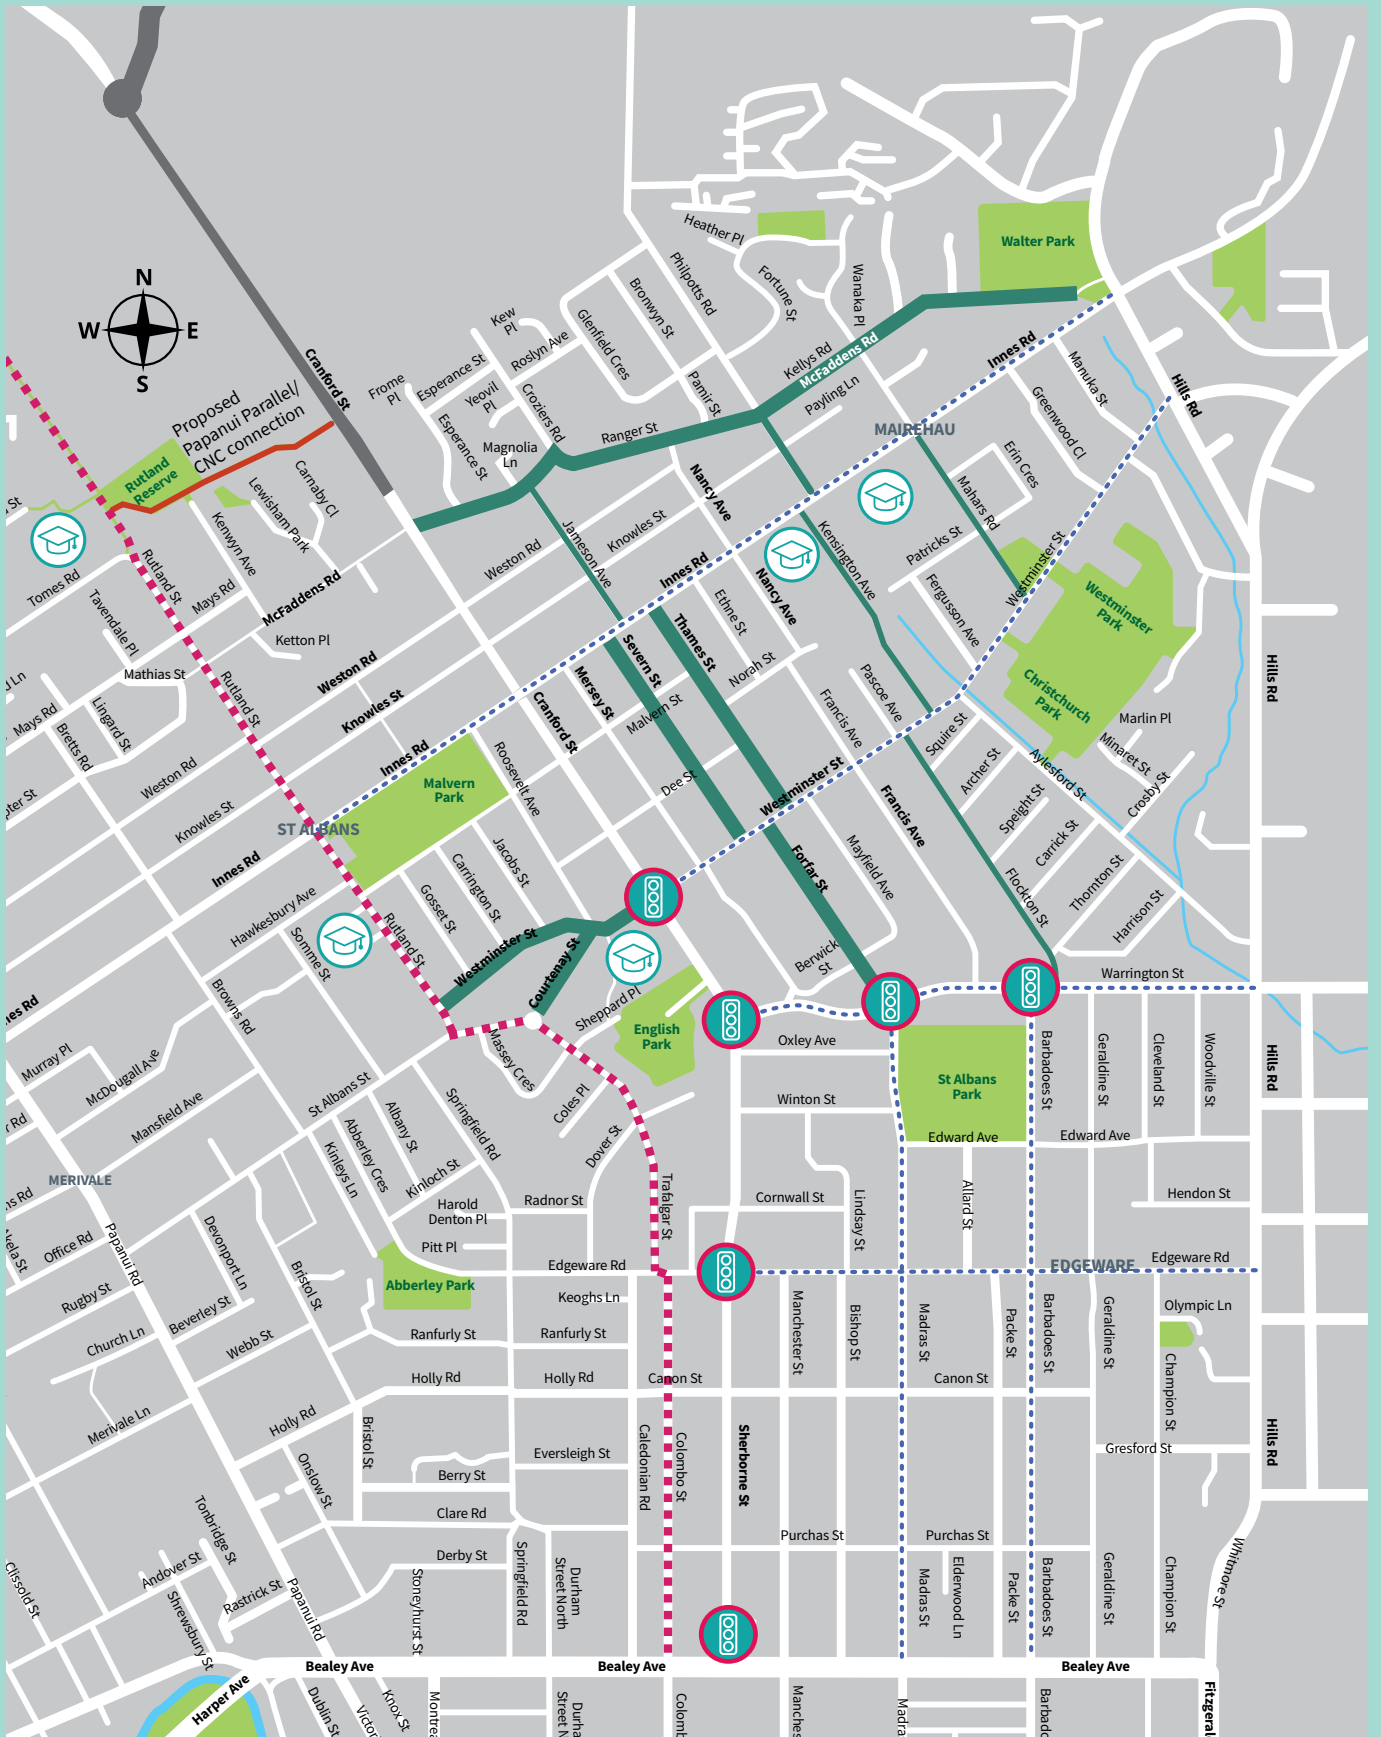 N
W
E
S
Cranford St
Proposed
Papanui Parallel/
CNC connection
Rutland
Reserve
Heather Pl
Philpotts Rd
Fortune St
Wanaka Pl
Walter Park
Bronwyn St
Glenfield Cres
Kew
Pl
Roslyn Ave
Esperance St
Frome
Pl
Yeovil
Pl
Croziers Rd
Esperance St
Magnolia
Ln
Ranger St
Pamir St
Kellys Rd
McFaddens Rd
Payling Ln
MAIREHAU
Innes Rd
Manuka St
Greenwood Cl
Hills Rd
Erin Cres
Mahars Rd
Patricks St
Fergusson Ave
Westminster St
Westminster
Park
Christchurch
Park
Hills Rd
Carnaby Cl
Lewisham Park
Kenwyn Ave
St
Rutland St
Tomes Rd
Tavendale Pl
Mays Rd
McFaddens Rd
Ketton Pl
Mathias St
Rutland St
Weston Rd
Knowles St
Nancy Ave
Knowles St
Weston Rd
Jameson Ave
Innes Rd
Nancy Ave
Kensington Ave
Ethne St
Thames St
Norah St
Severn St
Mersey St
Malvern St
Cranford St
Dee St
Francis Ave
Pascoe Ave
Squire St
Archer St
Aylesford St
Marlin Pl
Minaret St
Crosby St
Speight St
Carrick St
Thornton St
Harrison St
Flockton St
Francis Ave
Westminster St
Mayfield Ave
Forfar St
Berwick
St
Warrington St
Ln
Mays Rd
Lingard St
Bretts Rd
Weston Rd
Knowles St
Innes Rd
Innes Rd
Malvern
Park
Roosevelt Ave
ST ALBANS
Jacobs St
Carrington St
Gosset St
Hawkesbury Ave
Somme St
Rutland St
Westminster St
Courtenay St
Sheppard Pl
English
Park
Browns Rd
Murray Pl
McDougall Ave
Mansfield Ave
St Albans St
Massey Cres
Coles Pl
Dover St
Springfield Rd
Albany St
Abberley Cres
Kinleys Ln
Kinloch St
Harold
Denton Pl
Radnor St
Pitt Pl
Abberley Park
Edgeware Rd
Keoghs Ln
Trafalgar St
Oxley Ave
Winton St
Cornwall St
Lindsay St
St Albans
Park
Edward Ave
Edward Ave
Allard St
Barbadoes St
Geraldine St
Cleveland St
Woodville St
Hills Rd
Hendon St
EDGEWARE
Edgeware Rd
MERIVALE
Papanui Rd
Office Rd
Devonport Ln
Bristol St
Rugby St
Beverley St
Church Ln
Webb St
Merivale Ln
Holly Rd
Ranfurly St
Ranfurly St
Holly Rd
Holly Rd
Canon St
Canon St
Manchester St
Bishop St
Madras St
Packe St
Barbadoes St
Geraldine St
Olympic Ln
Champion St
Gresford St
Hills Rd
Bristol St
Onslow St
Berry St
Eversleigh St
Clare Rd
Derby St
Caledonian Rd
Colombo St
Sherborne St
Purchas St
Purchas St
Tonbridge St
Andover St
Rastrick St
Shrewsbury St
Clissold St
Papanui Rd
Stoneyhurst St
Springfield Rd
Durham
Street North
Madras St
Elderwood Ln
Packe St
Barbadoes St
Geraldine St
Champion St
Whitmore St
Bealey Ave
Bealey Ave
Bealey Ave
Harper Ave
Dublin St
Knox St